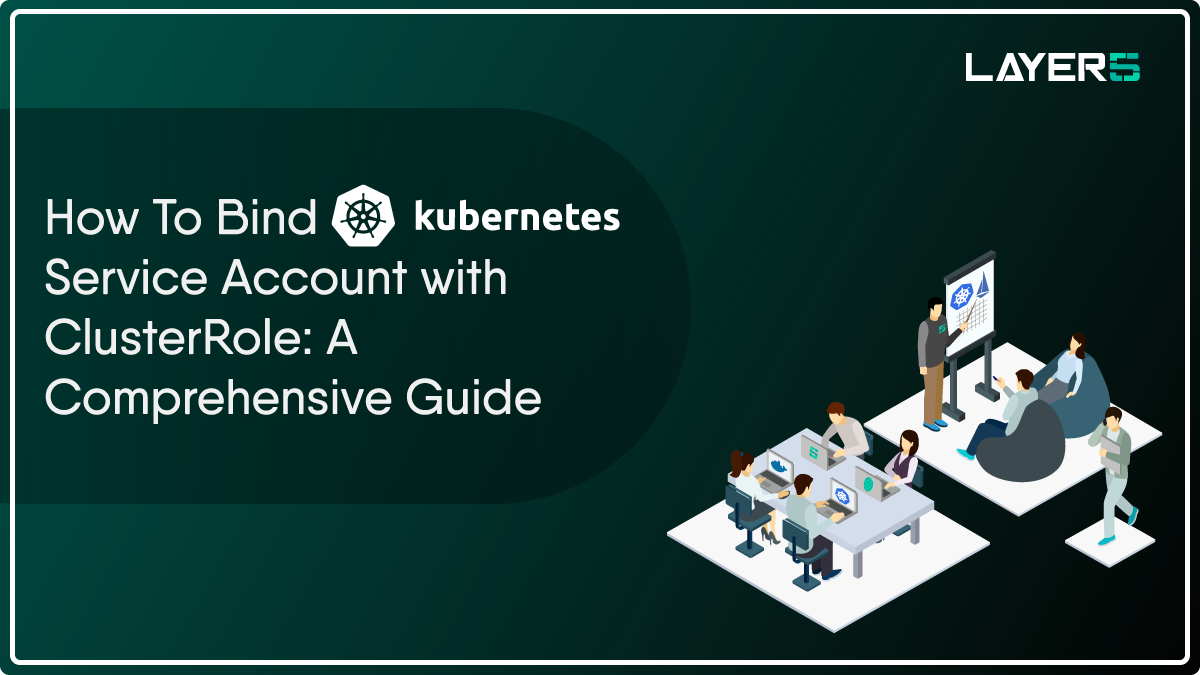 LAYER5
How To Bind kubernetes
Service Account with
ClusterRole: A
Comprehensive Guide